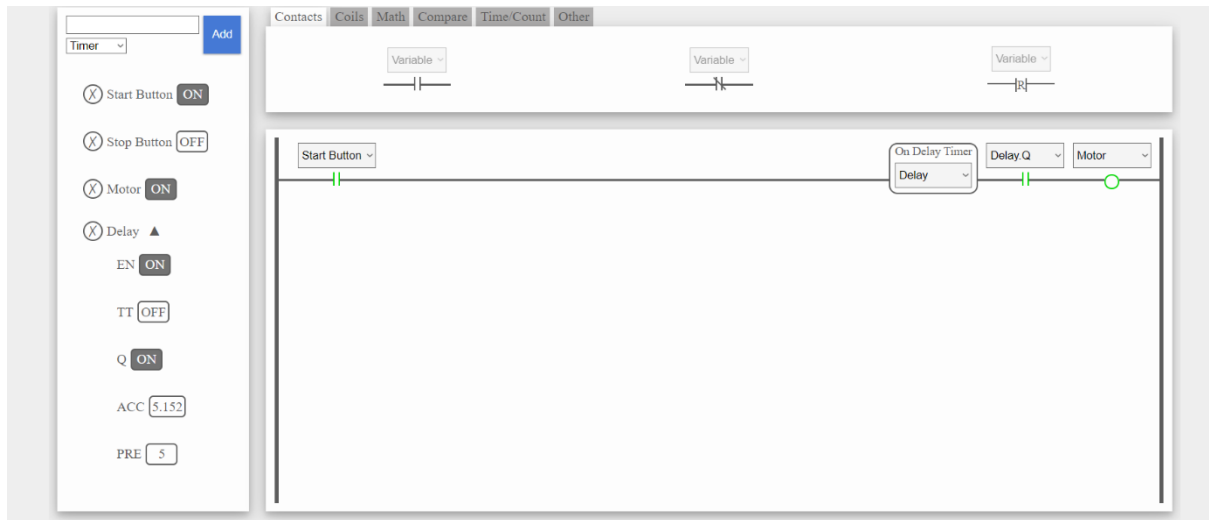 Add
Timer
X Start Button ON
X Stop Button OFF
X Motor ON
X Delay ▲
EN ON
TT OFF
Q ON
ACC 5.152
PRE 5
Contacts Coils Math Compare Time/Count Other
Variable Variable Variable
R
Start Button
On Delay Timer
Delay
Delay.Q
Motor